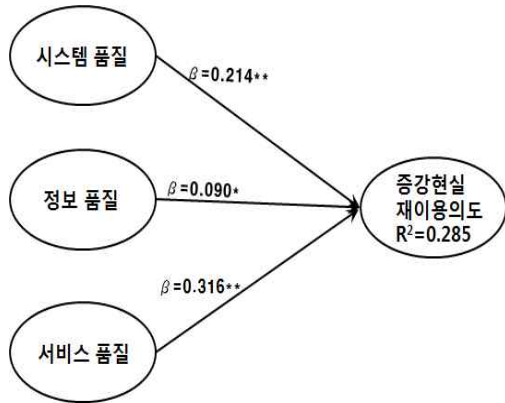 시스템 품질
β=0.214**
정보 품질
β=0.090*
증강현실
재이용의도
R²=0.285
β=0.316**
서비스 품질